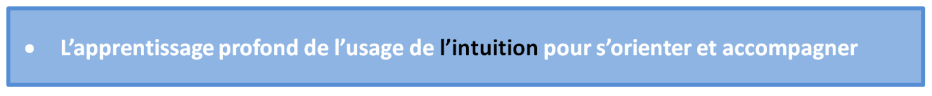 • L’apprentissage profond de l’usage de l’intuition pour s’orienter et accompagner